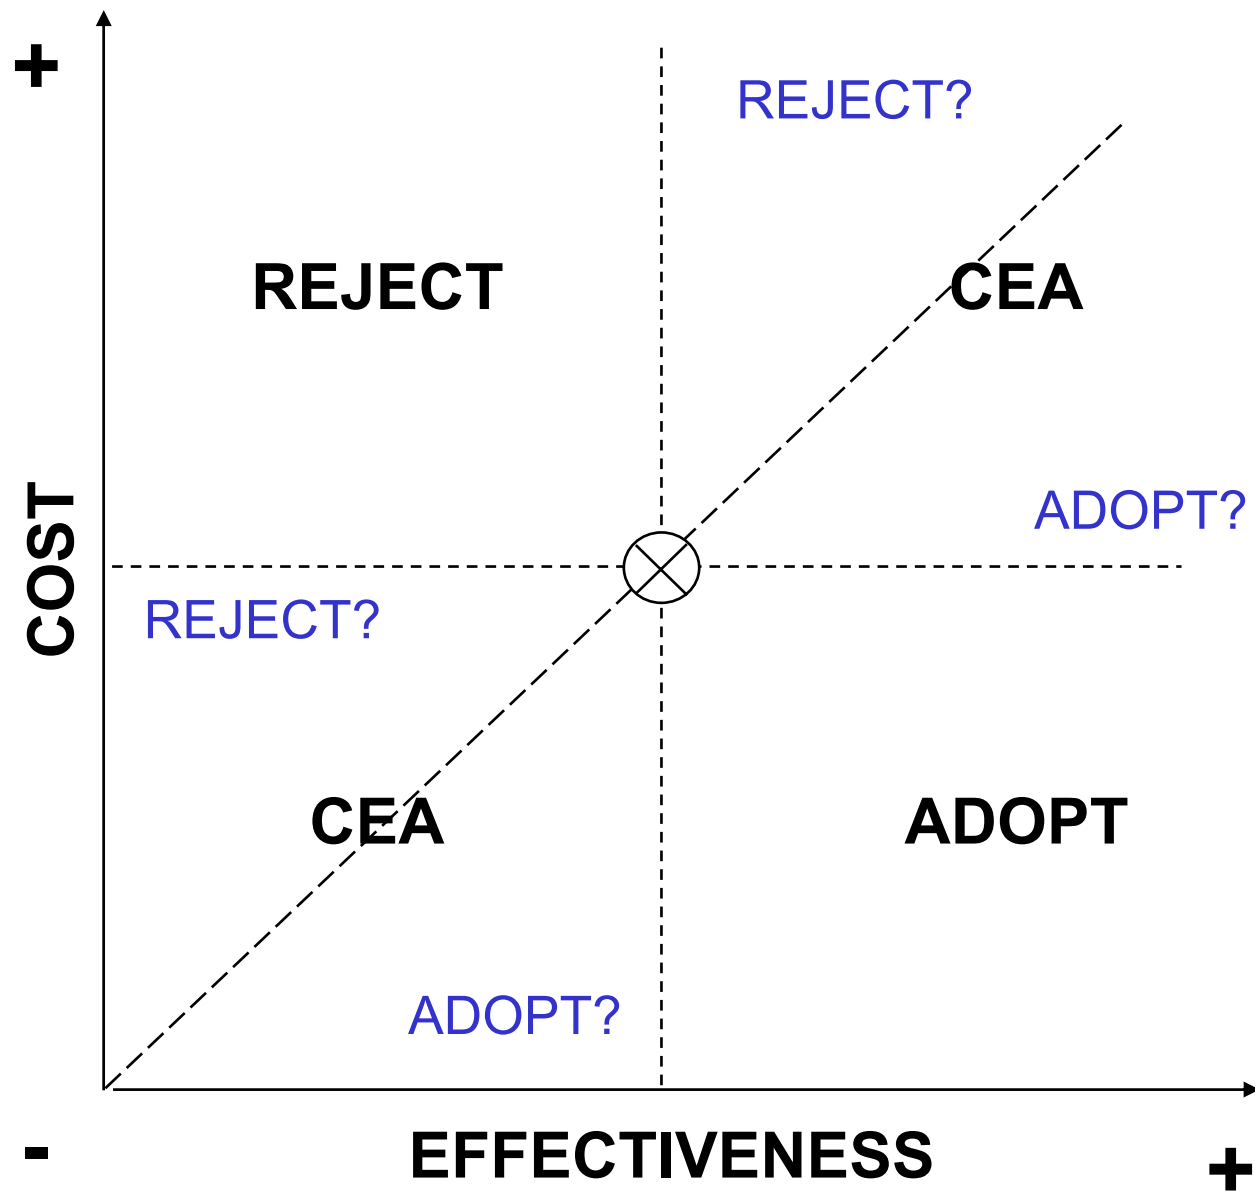 +
REJECT?
REJECT
CEA
COST
ADOPT?
REJECT?
CEA
ADOPT
ADOPT?
-
EFFECTIVENESS
+